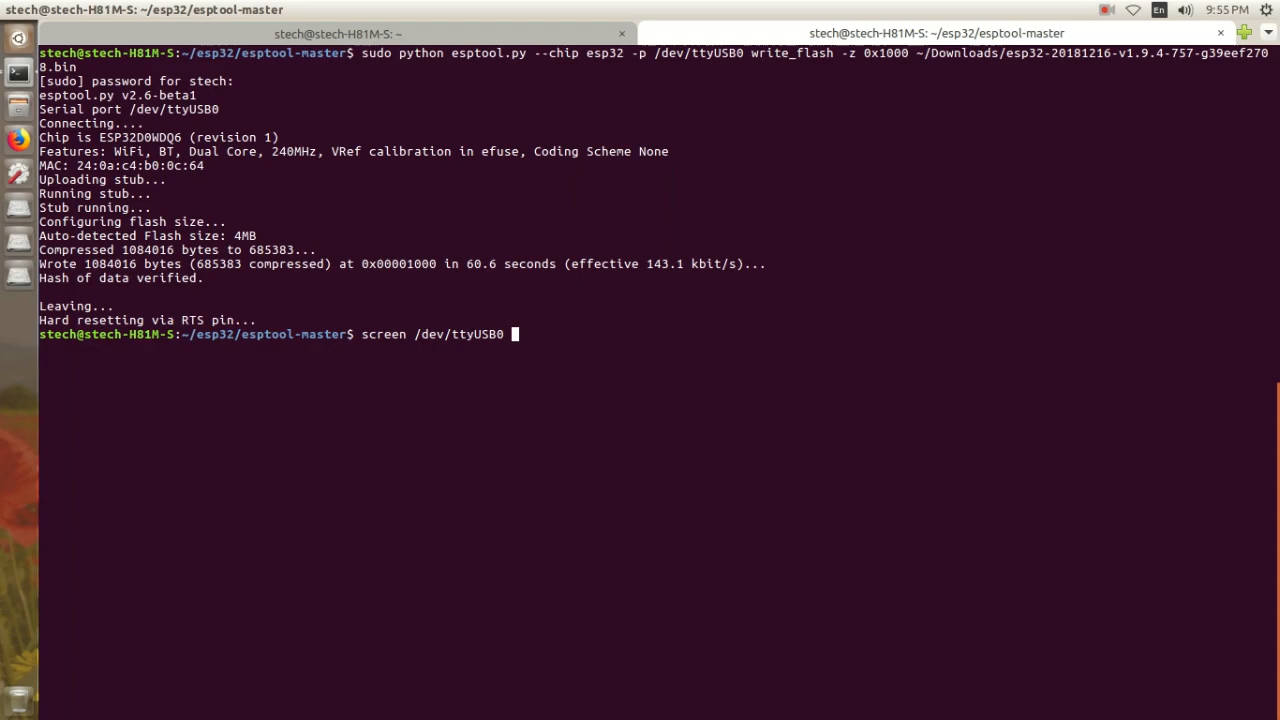 stech@stech-H81M-S: ~/esp32/esptool-master
En
9:55 PM
stech@stech-H81M-S: ~
×
stech@stech-H81M-S: ~/esp32/esptool-master
×
stech@stech-H81M-S:~/esp32/esptool-master$ sudo python esptool.py --chip esp32 -p /dev/ttyUSB0 write_flash -z 0x1000 ~/Downloads/esp32-20181216-v1.9.4-757-g39eef270
8.bin
[sudo] password for stech:
esptool.py v2.6-beta1
Serial port /dev/ttyUSB0
Connecting....
Chip is ESP32D0WDQ6 (revision 1)
Features: WiFi, BT, Dual Core, 240MHz, VRef calibration in efuse, Coding Scheme None
MAC: 24:0a:c4:b0:0c:64
Uploading stub...
Running stub...
Stub running...
Configuring flash size...
Auto-detected Flash size: 4MB
Compressed 1084016 bytes to 685383...
Wrote 1084016 bytes (685383 compressed) at 0x00001000 in 60.6 seconds (effective 143.1 kbit/s)...
Hash of data verified.
Leaving...
Hard resetting via RTS pin...
stech@stech-H81M-S:~/esp32/esptool-master$ screen /dev/ttyUSB0